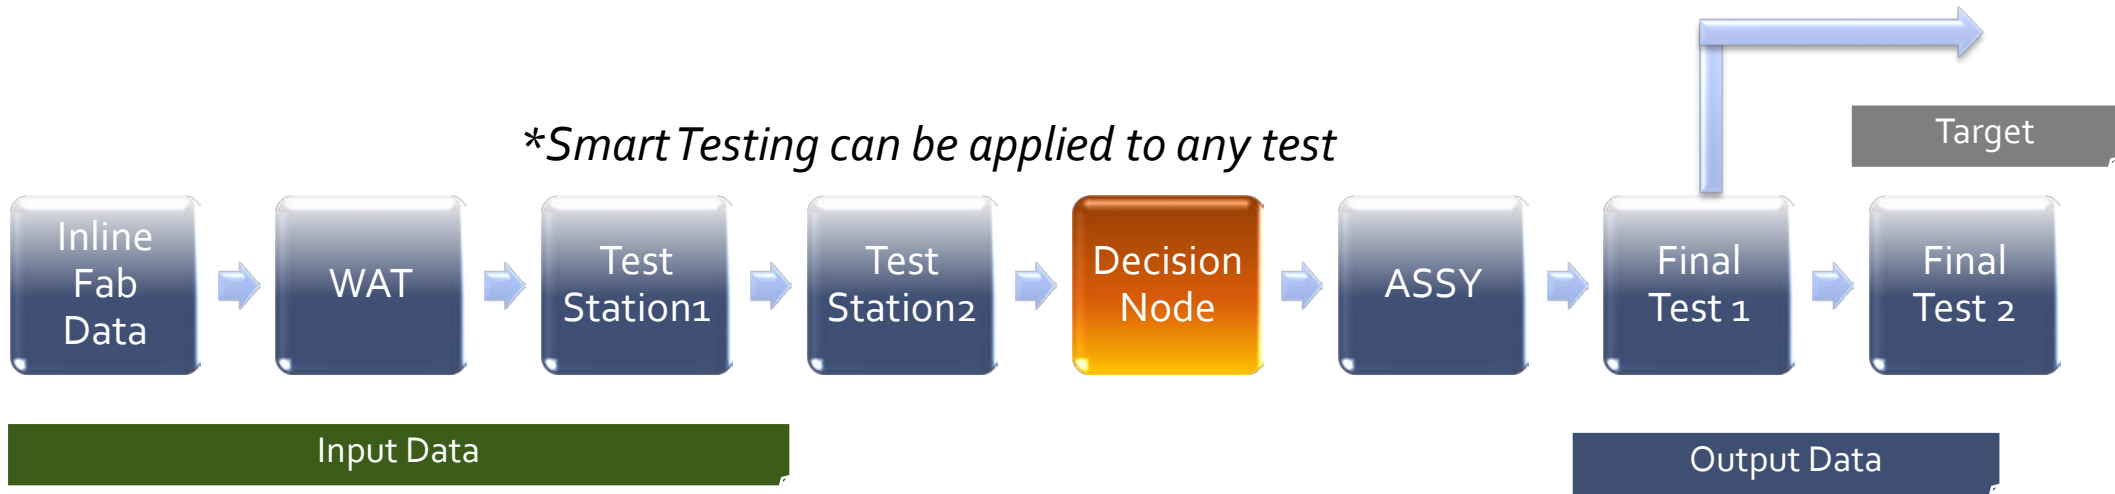 Target
*Smart Testing can be applied to any test
Inline
Fab
Data
WAT
Test
Station1
Test
Station2
Decision
Node
ASSY
Final
Test 1
Final
Test 2
Input Data
Output Data